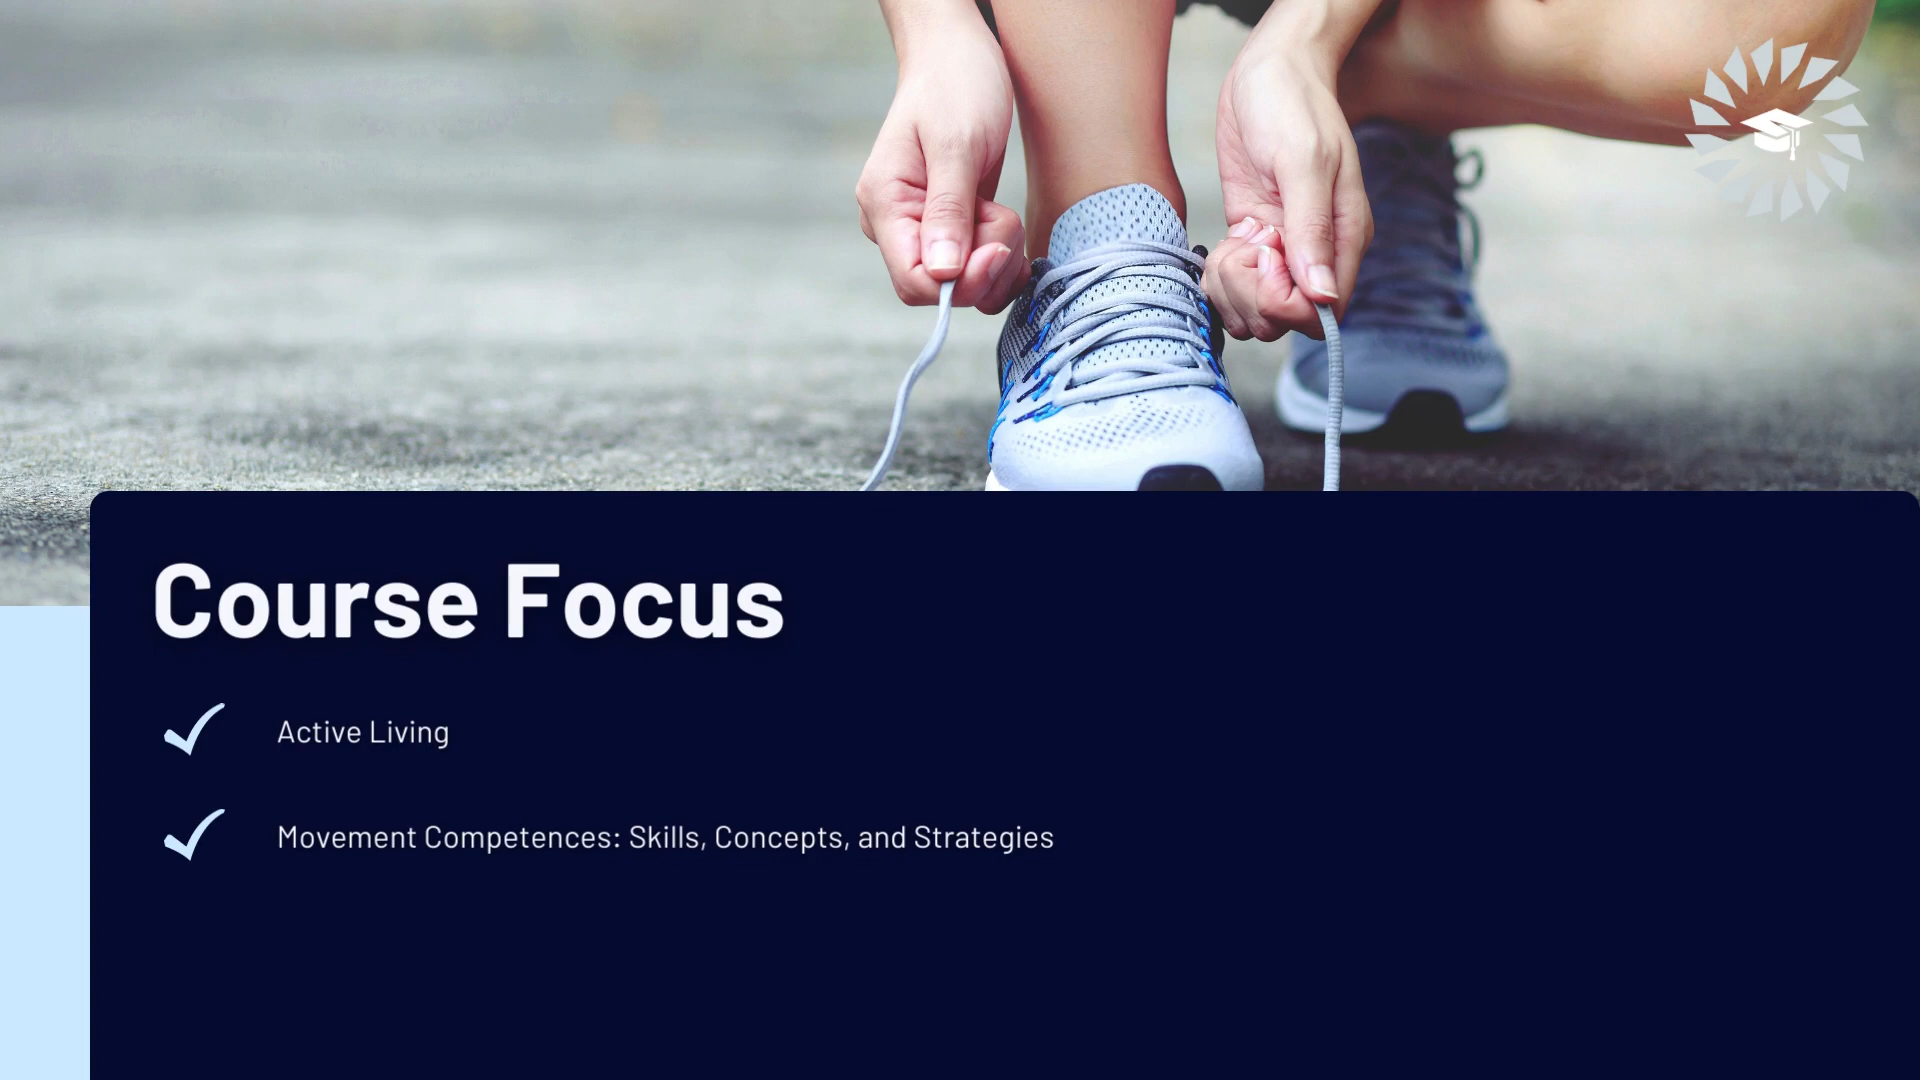 Course Focus
Active Living
Movement Competences: Skills, Concepts, and Strategies